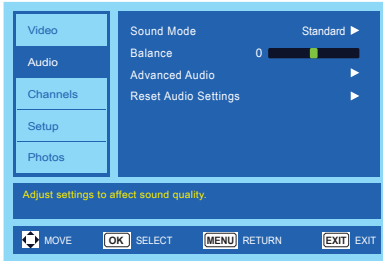 Video
Audio
Channels
Setup
Photos
Sound Mode Standard ▶
Balance 0
Advanced Audio ▶
Reset Audio Settings ▶
Adjust settings to affect sound quality.
MOVE OK SELECT MENU RETURN EXIT EXIT